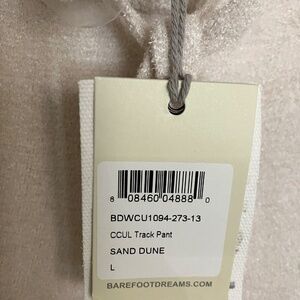 8 08460 04888 0
BDWCU1094-273-13
CCUL Track Pant
SAND DUNE
L
BAREFOOTDREAMS.COM